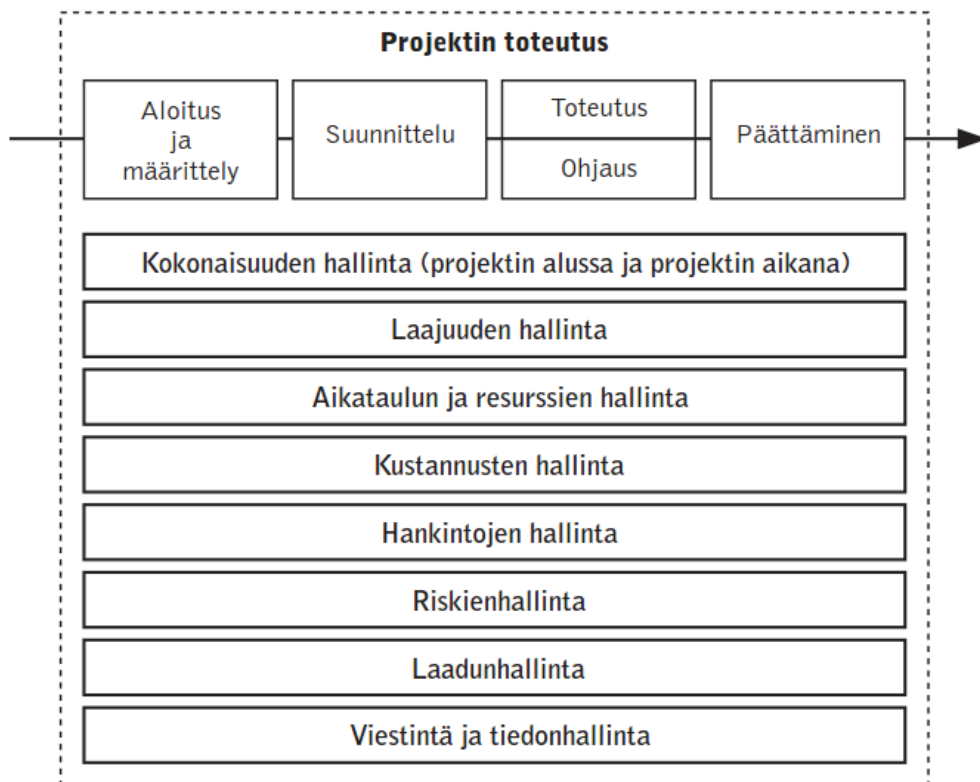 Projektin toteutus
Aloitus
ja
määrittely
Suunnittelu
Toteutus
Ohjaus
Päättäminen
Kokonaisuuden hallinta (projektin alussa ja projektin aikana)
Laajuuden hallinta
Aikataulun ja resurssien hallinta
Kustannusten hallinta
Hankintojen hallinta
Riskienhallinta
Laadunhallinta
Viestintä ja tiedonhallinta